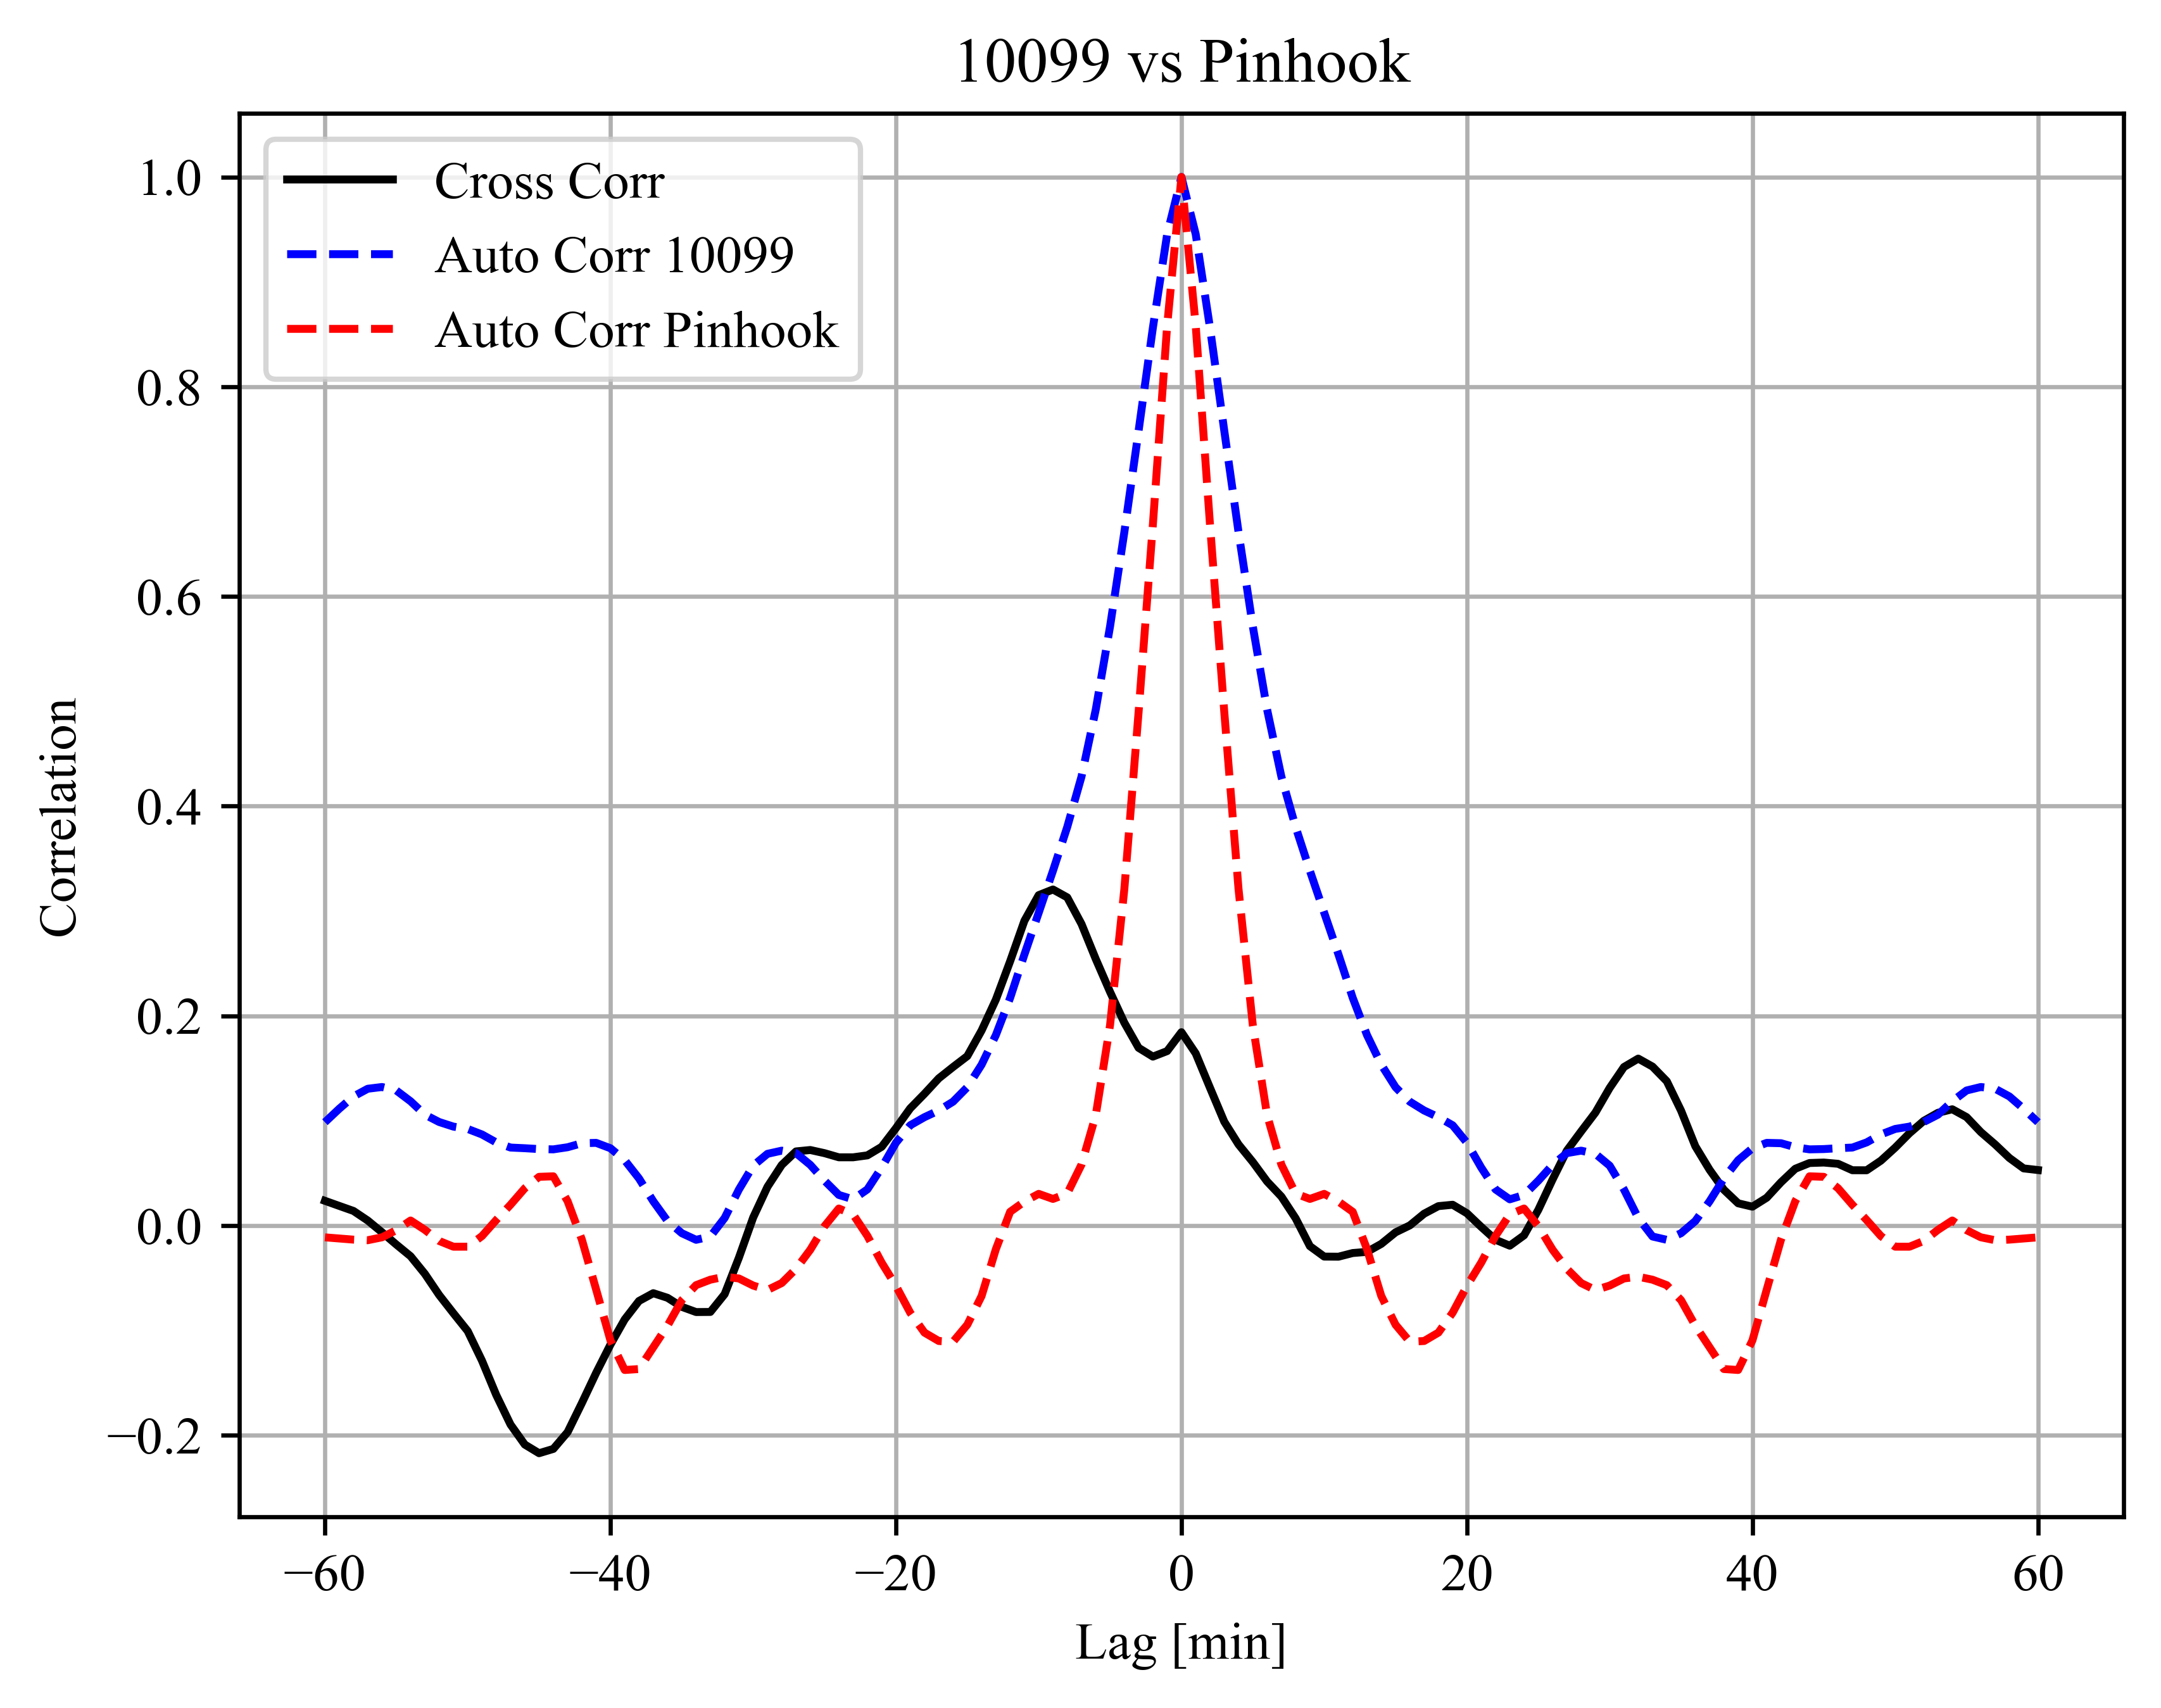 10099 vs Pinhook
Cross Corr
Auto Corr 10099
Auto Corr Pinhook
1.0
0.8
0.6
0.4
0.2
0.0
−0.2
Correlation
−60 −40 −20 0 20 40 60
Lag [min]